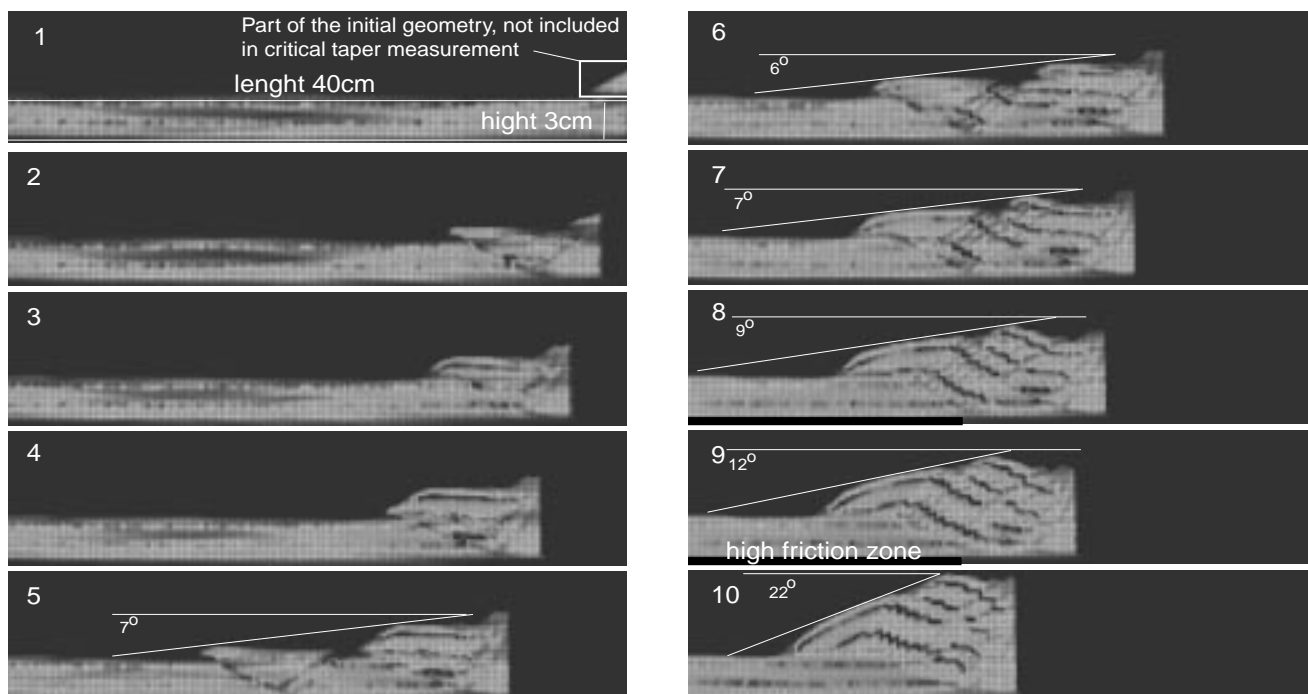 1
Part of the initial geometry, not included
in critical taper measurement
lenght 40cm
hight 3cm
2
3
4
5
7º
6
6º
7
7º
8
9º
9
12º
high friction zone
10
22º